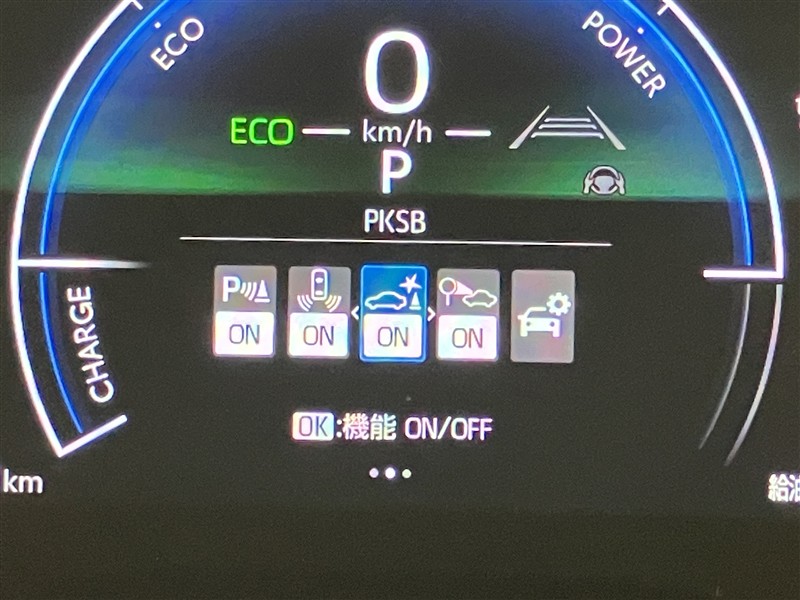 ECO
POWER
0
ECO km/h
P
PKSB
P
ON ON ON ON
CHARGE
OK:機能 ON/OFF
km
給油